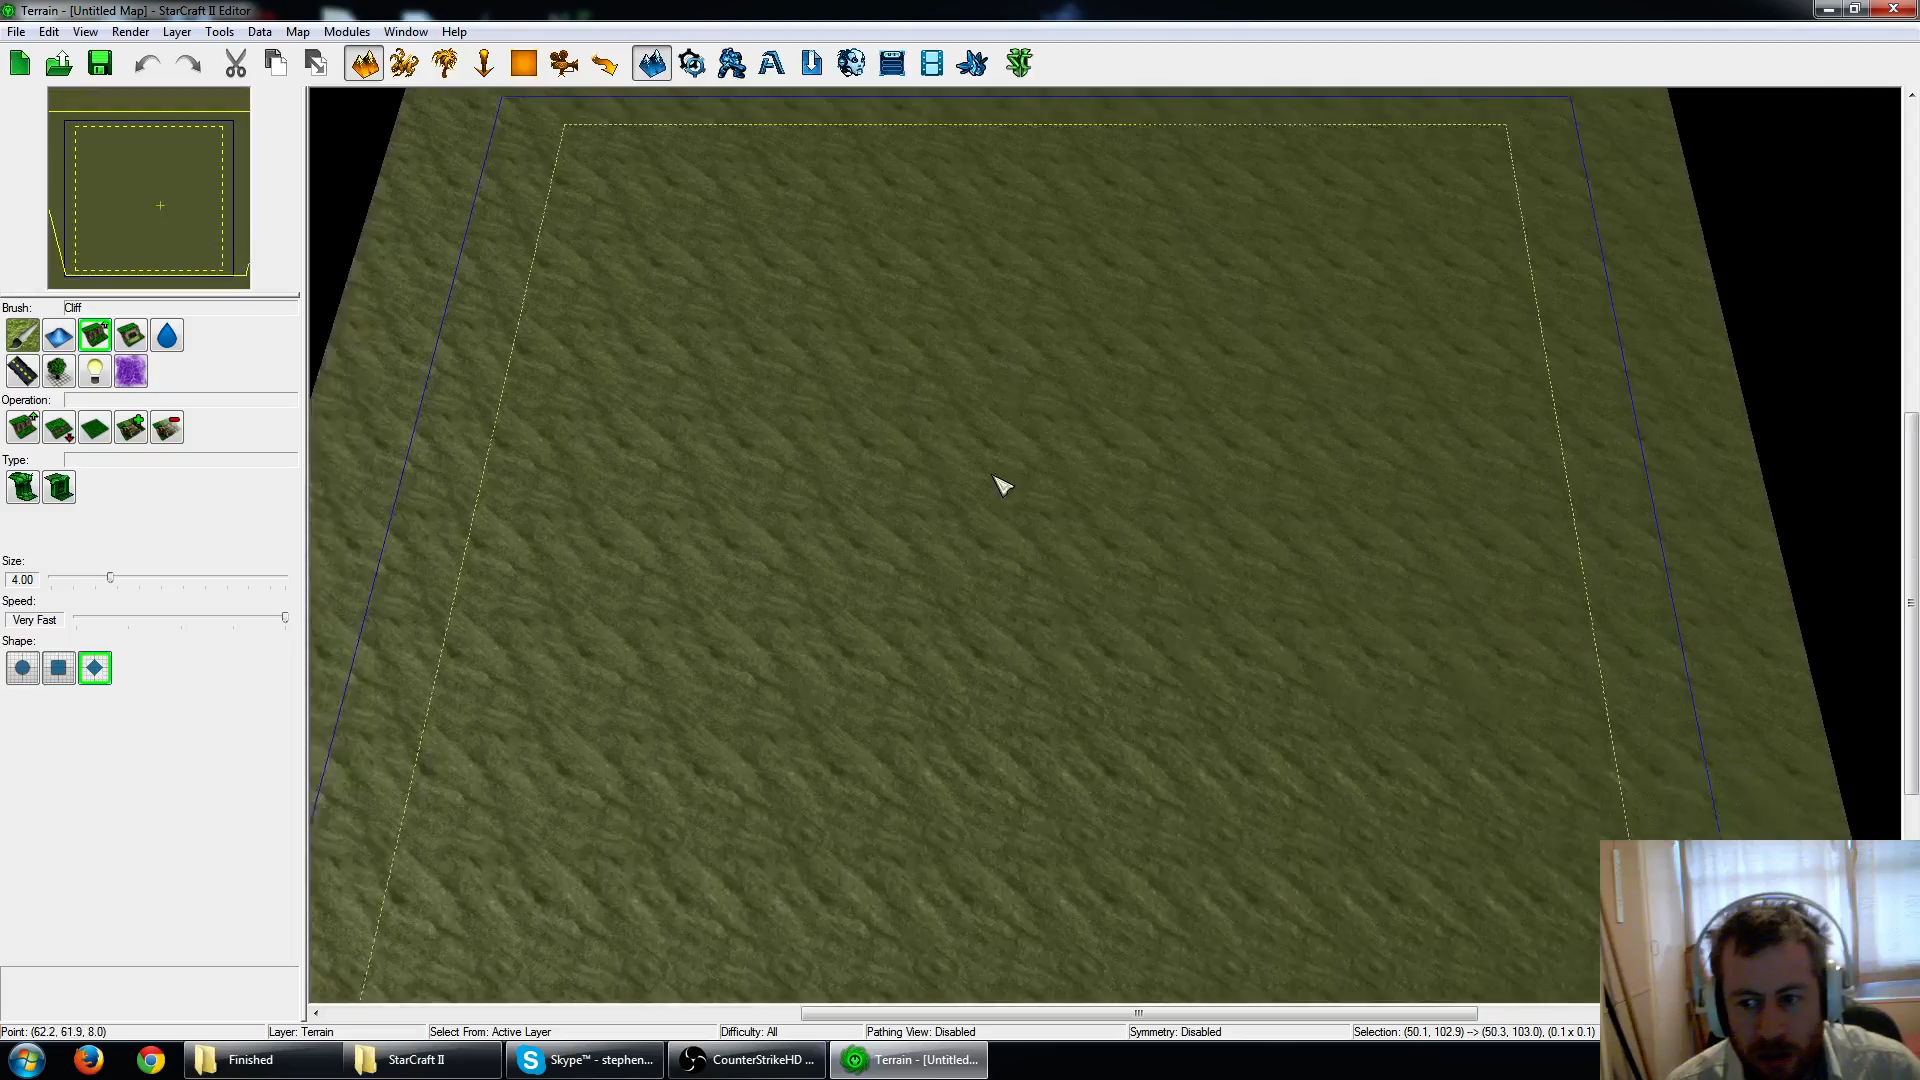 Terrain - [Untitled Map] - StarCraft II Editor
File Edit View Render Layer Tools Data Map Modules Window Help
Brush: Cliff
Operation:
Type:
Size:
4.00
Speed:
Very Fast
Shape:
Point: (62.2, 61.9, 8.0) Layer: Terrain Select From: Active Layer Difficulty: All Pathing View: Disabled Symmetry: Disabled Selection: (50.1, 102.9) --> (50.3, 103.0), (0.1 x 0.1)
Finished StarCraft II Skype™ - stephen... CounterStrikeHD ... Terrain - [Untitled...